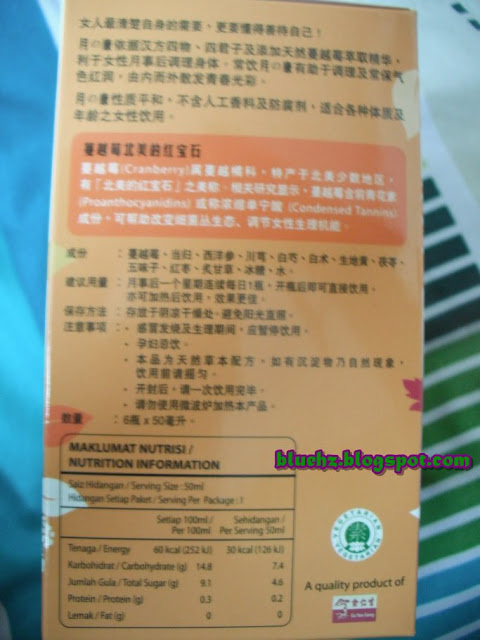 女人最清楚自身的需要，更要懂得善待自己！
月の量依据汉方四物、四君子及添加天然蔓越莓萃取精华，
利于女性月事后调理身体。常饮月の量有助于调理及常保气
色红润，由内而外散发青春光彩。
月の量性质平和，不含人工香料及防腐剂，适合各种体质及
年龄之女性饮用。
蔓越莓北美的红宝石
蔓越莓(Cranberry)属蔓越橘科，特产于北美少数地区，
有「北美的红宝石」之美称。相关研究显示，蔓越莓含前青花素
(Proanthocyanidins) 或称浓缩单宁酸 (Condensed Tannins)
成份，可帮助改变细菌丛生态、调节女性生理机能。
成份 : 蔓越莓、当归、西洋参、川芎、白芍、白术、生地黄、茯苓、
五味子、红枣、炙甘草、冰糖、水。
建议用量 : 月事后一个星期连续每日1瓶，开瓶后即可直接饮用，
亦可加热后饮用，效果更佳。
保存方法 : 存放于阴凉干燥处。避免阳光直照。
注意事项 : - 感冒发烧及生理期间，应暂停饮用。
- 孕妇忌饮。
- 本品为天然草本配方，如有沉淀物乃自然现象，
饮用前请摇匀。
- 开封后，请一次饮用完毕。
- 请勿使用微波炉加热本产品。
数量 : 6瓶 x 50毫升。
MAKLUMAT NUTRISI /
NUTRITION INFORMATION
bluehz.blogspot.com
Saiz Hidangan / Serving Size :50ml
Hidangan Setiap Paket / Serving Per Package : 1
Setiap 100ml / Sehidangan /
Per 100ml Per Serving 50ml
Tenaga / Energy 60 kcal (252 kJ) 30 kcal (126 kJ)
Karbohidrat / Carbohydrate (g) 14.8 7.4
Jumlah Gula / Total Sugar (g) 9.1 4.6
Protein / Protein (g) 0.3 0.2
Lemak / Fat (g) 0 0
VEGETARIAN
VEGETARIAN
A quality product of
余仁生
Eu Yan Sang